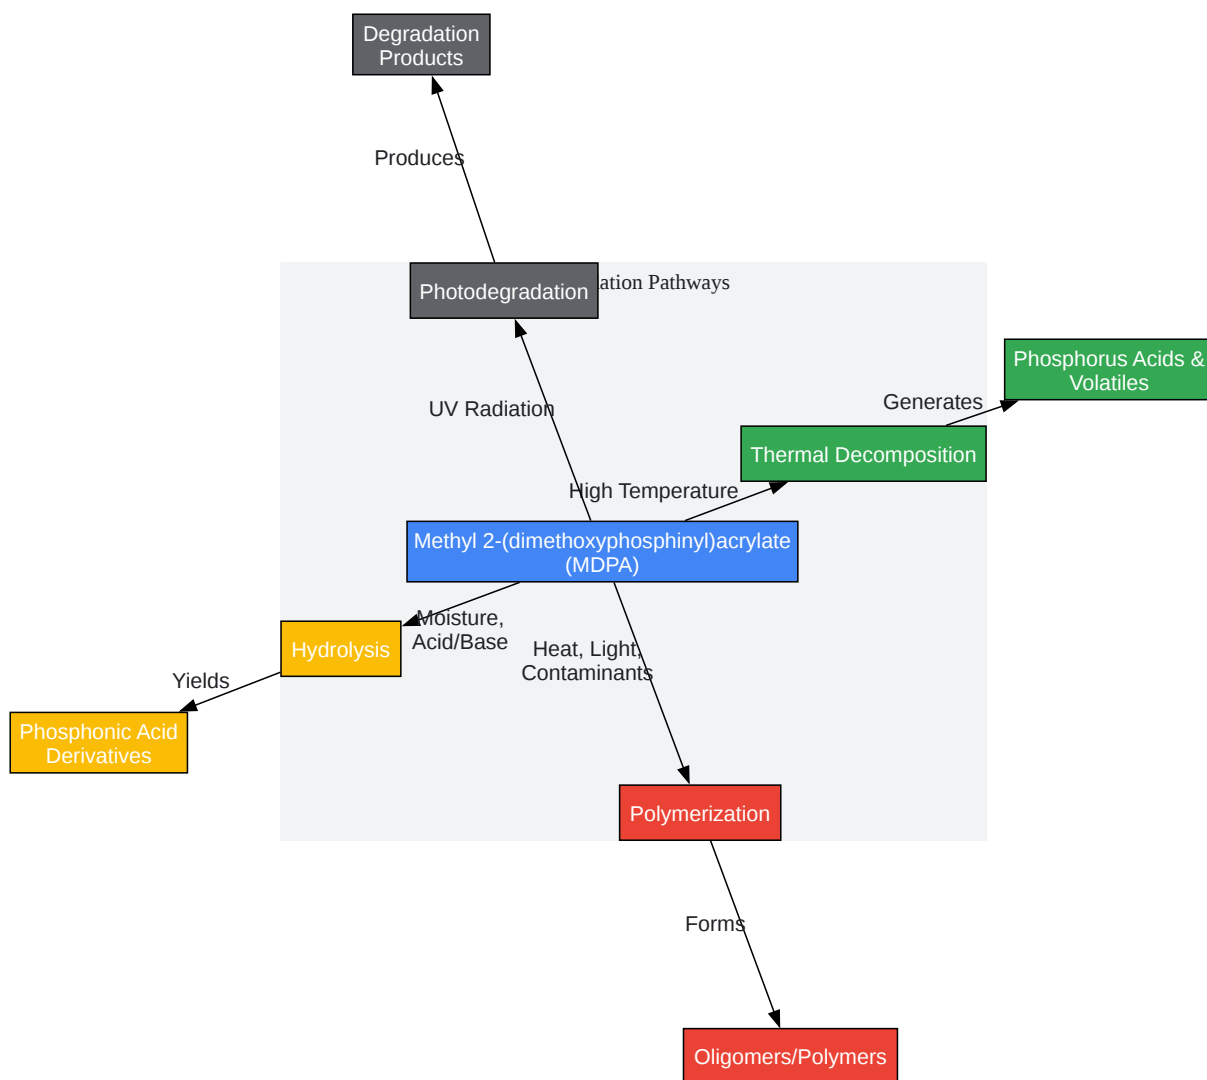 Degradation
Products
Produces
Photodegradation
ation Pathways
Phosphorus Acids &
Volatiles
Generates
UV Radiation
Thermal Decomposition
High Temperature
Methyl 2-(dimethoxyphosphinyl)acrylate
(MDPA)
Moisture,
Acid/Base
Heat, Light,
Contaminants
Hydrolysis
Yields
Phosphonic Acid
Derivatives
Polymerization
Forms
Oligomers/Polymers